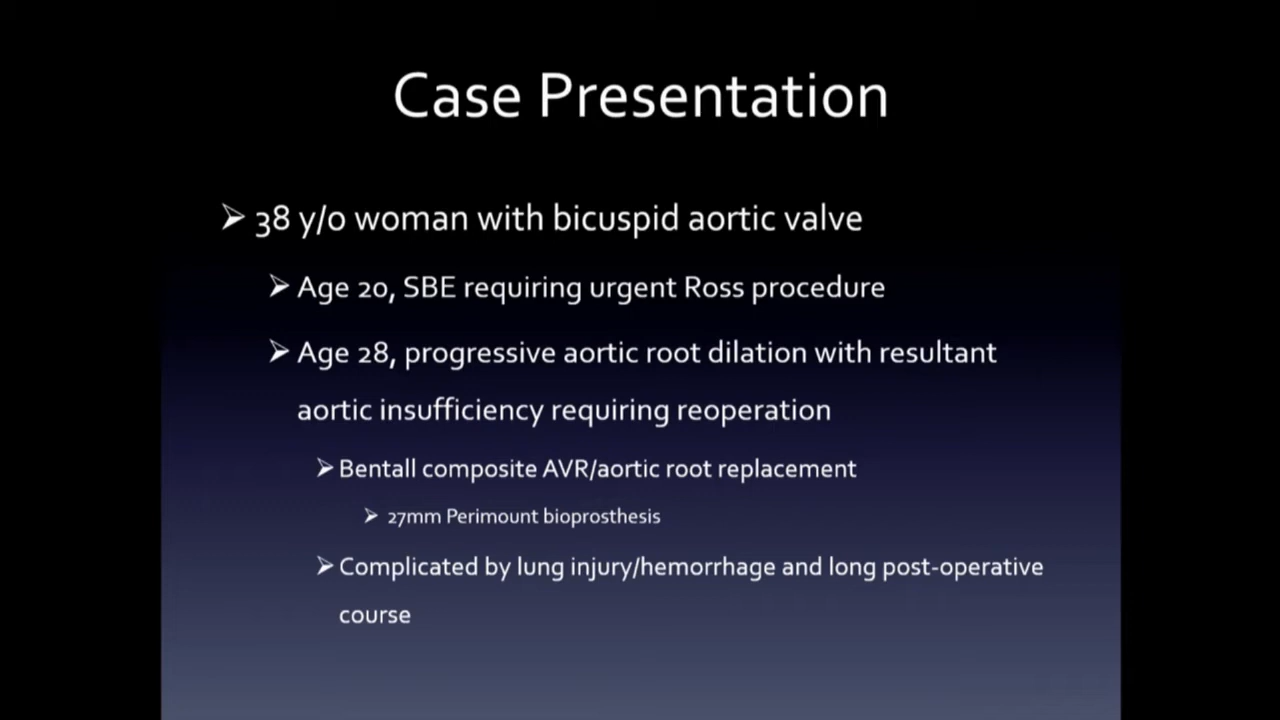 Case Presentation
38 y/o woman with bicuspid aortic valve
Age 20, SBE requiring urgent Ross procedure
Age 28, progressive aortic root dilation with resultant
aortic insufficiency requiring reoperation
Bentall composite AVR/aortic root replacement
27mm Perimount bioprosthesis
Complicated by lung injury/hemorrhage and long post-operative
course